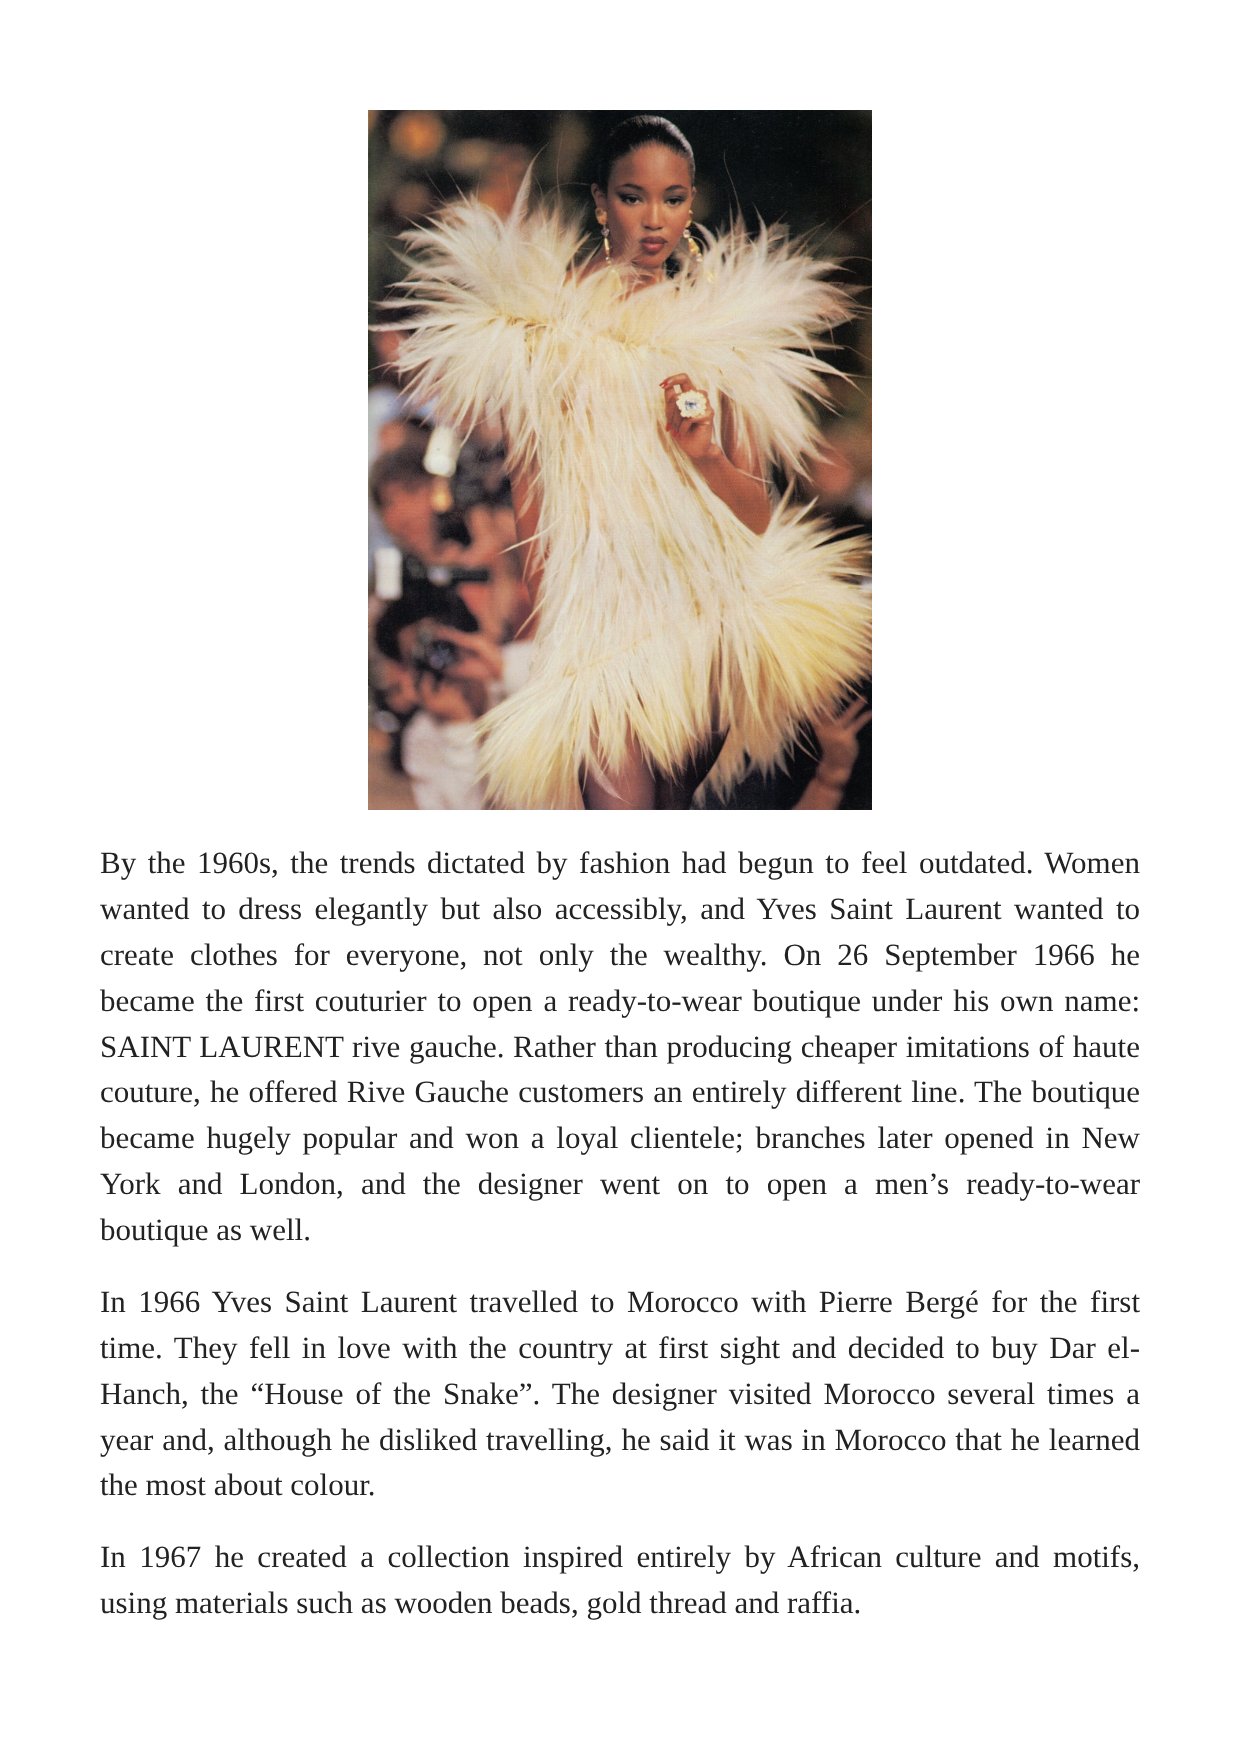 By the 1960s, the trends dictated by fashion had begun to feel outdated. Women
wanted to dress elegantly but also accessibly, and Yves Saint Laurent wanted to
create clothes for everyone, not only the wealthy. On 26 September 1966 he
became the first couturier to open a ready-to-wear boutique under his own name:
SAINT LAURENT rive gauche. Rather than producing cheaper imitations of haute
couture, he offered Rive Gauche customers an entirely different line. The boutique
became hugely popular and won a loyal clientele; branches later opened in New
York and London, and the designer went on to open a men’s ready-to-wear
boutique as well.
In 1966 Yves Saint Laurent travelled to Morocco with Pierre Bergé for the first
time. They fell in love with the country at first sight and decided to buy Dar el-
Hanch, the “House of the Snake”. The designer visited Morocco several times a
year and, although he disliked travelling, he said it was in Morocco that he learned
the most about colour.
In 1967 he created a collection inspired entirely by African culture and motifs,
using materials such as wooden beads, gold thread and raffia.